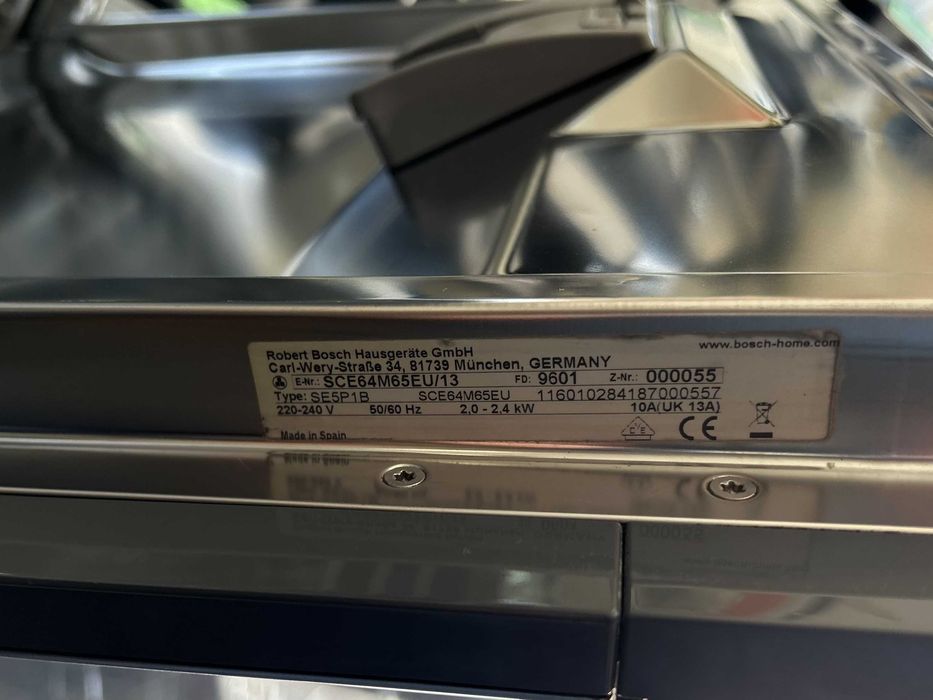 www.bosch-home.com
Robert Bosch Hausgeräte GmbH
Carl-Wery-Straße 34, 81739 München, GERMANY
E-Nr.: SCE64M65EU/13 FD: 9601 Z-Nr.: 000055
Type: SE5P1B SCE64M65EU 116010284187000557
220-240 V 50/60 Hz 2,0 - 2.4 kW 10A(UK 13A)
Made in Spain CE